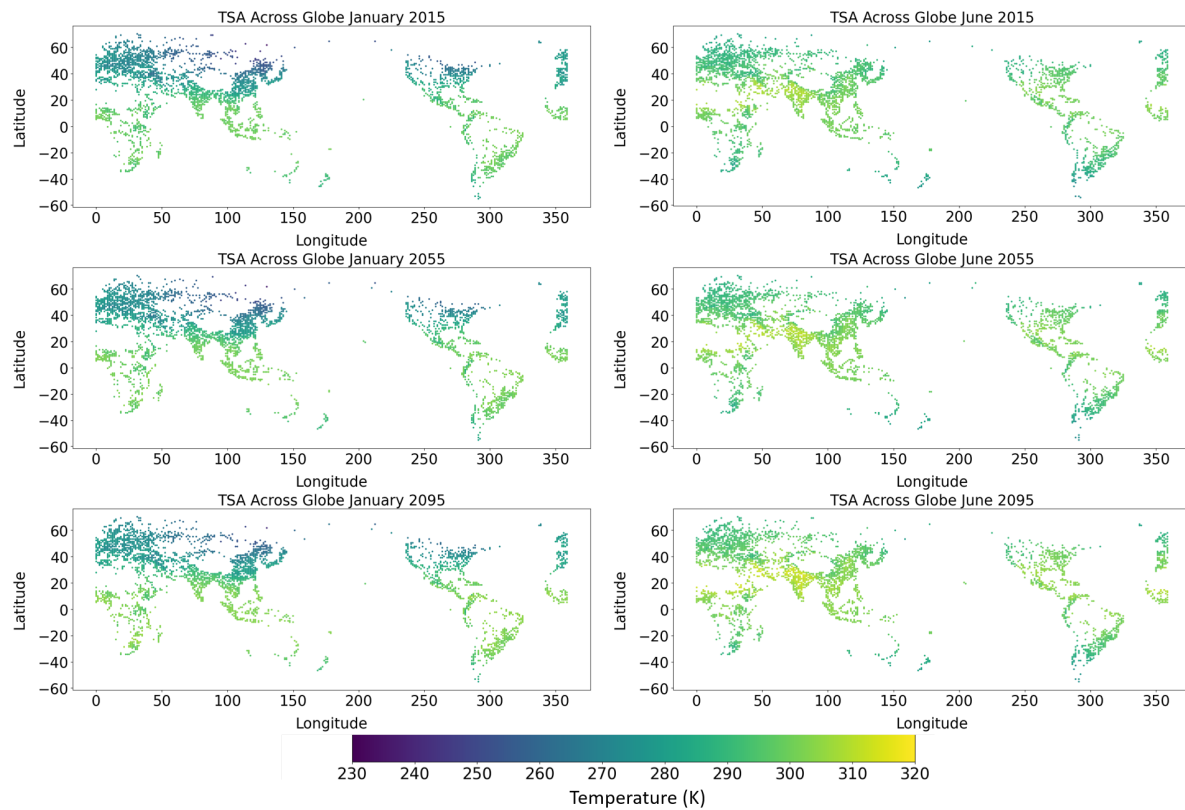 TSA Across Globe January 2015
TSA Across Globe June 2015
60
40
20
0
−20
−40
−60
Latitude
0 50 100 150 200 250 300 350
Longitude
60
40
20
0
−20
−40
−60
Latitude
0 50 100 150 200 250 300 350
Longitude
TSA Across Globe January 2055
TSA Across Globe June 2055
60
40
20
0
−20
−40
−60
Latitude
0 50 100 150 200 250 300 350
Longitude
60
40
20
0
−20
−40
−60
Latitude
0 50 100 150 200 250 300 350
Longitude
TSA Across Globe January 2095
TSA Across Globe June 2095
60
40
20
0
−20
−40
−60
Latitude
0 50 100 150 200 250 300 350
Longitude
60
40
20
0
−20
−40
−60
Latitude
0 50 100 150 200 250 300 350
Longitude
230 240 250 260 270 280 290 300 310 320
Temperature (K)